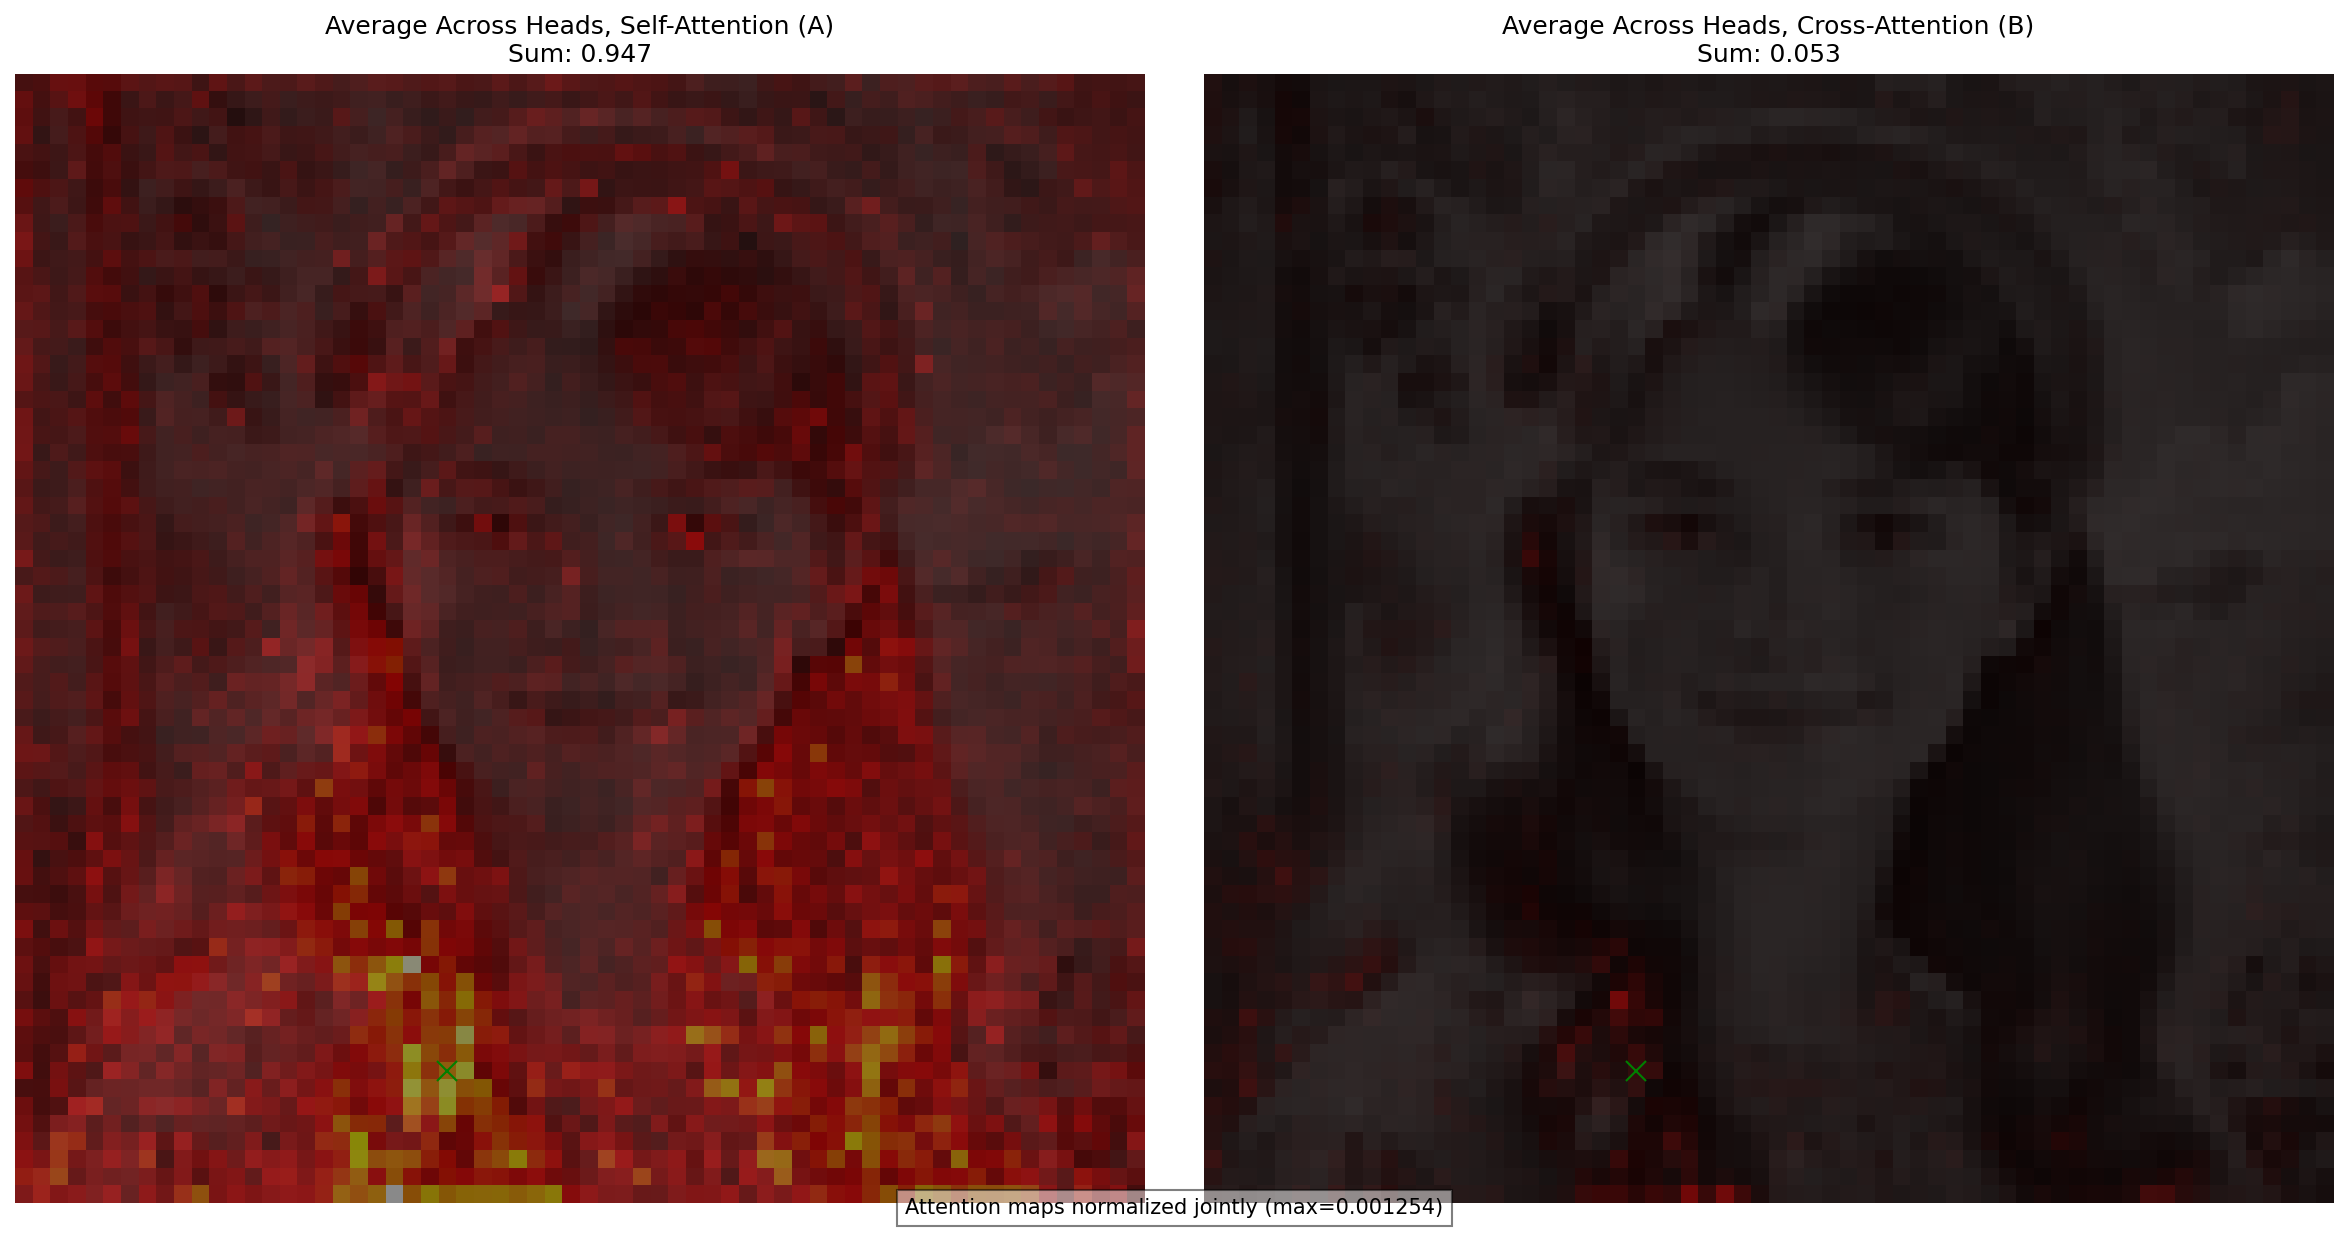 Average Across Heads, Self-Attention (A)
Sum: 0.947
Average Across Heads, Cross-Attention (B)
Sum: 0.053
Attention maps normalized jointly (max=0.001254)